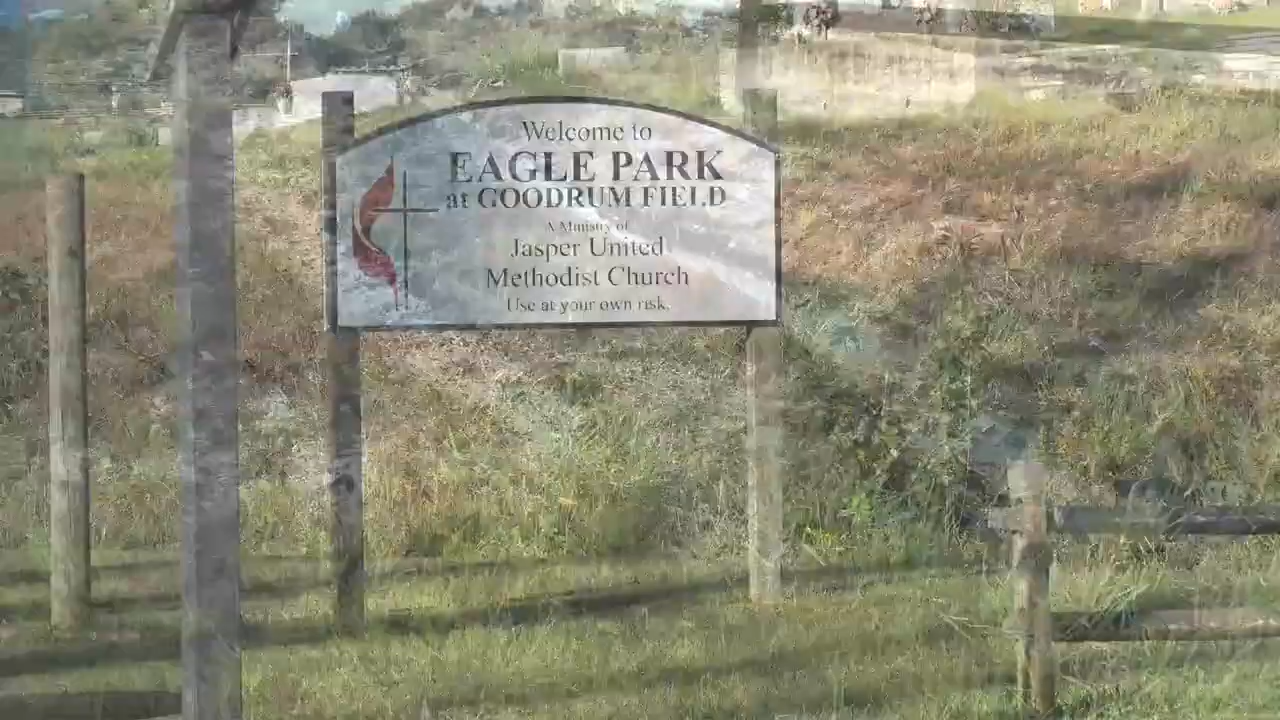 Welcome to
EAGLE PARK
at GOODRUM FIELD
A Ministry of
Jasper United
Methodist Church
Use at your own risk.